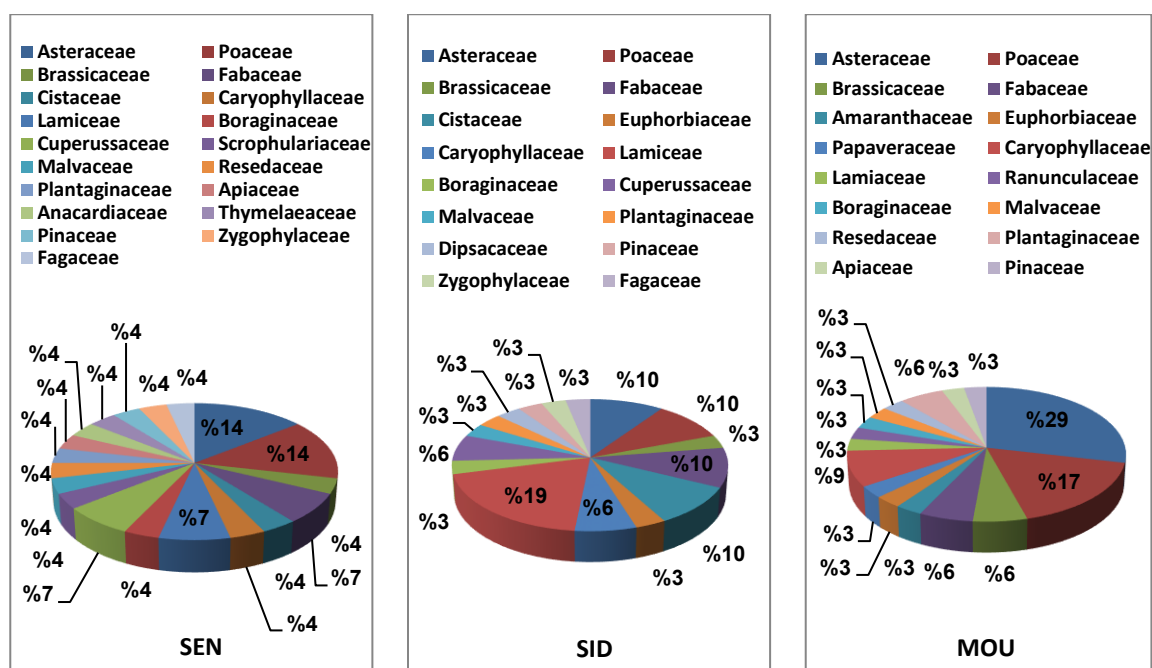 Asteraceae Poaceae
Brassicaceae Fabaceae
Cistaceae Caryophyllaceae
Lamiceae Boraginaceae
Cuperussaceae Scrophulariaceae
Malvaceae Resedaceae
Plantaginaceae Apiaceae
Anacardiaceae Thymelaeaceae
Pinaceae Zygophylaceae
Fagaceae
%4
%4 %4 %4 %4
%4
%4 %14
%14
%4
%4 %7 %4
%4 %4 %7
%7 %4 %4
SEN
Asteraceae Poaceae
Brassicaceae Fabaceae
Cistaceae Euphorbiaceae
Caryophyllaceae Lamiceae
Boraginaceae Cuperussaceae
Malvaceae Plantaginaceae
Dipsacaceae Pinaceae
Zygophylaceae Fagaceae
%3
%3 %3 %10
%3 %3 %10
%3 %3
%6 %10
%19 %6
%3 %10
%3
SID
Asteraceae Poaceae
Brassicaceae Fabaceae
Amaranthaceae Euphorbiaceae
Papaveraceae Caryophyllaceae
Lamiaceae Ranunculaceae
Boraginaceae Malvaceae
Resedaceae Plantaginaceae
Apiaceae Pinaceae
%3
%3 %6 %3 %3
%3
%3 %29
%3
%9 %17
%3
%3 %3 %6 %6
MOU